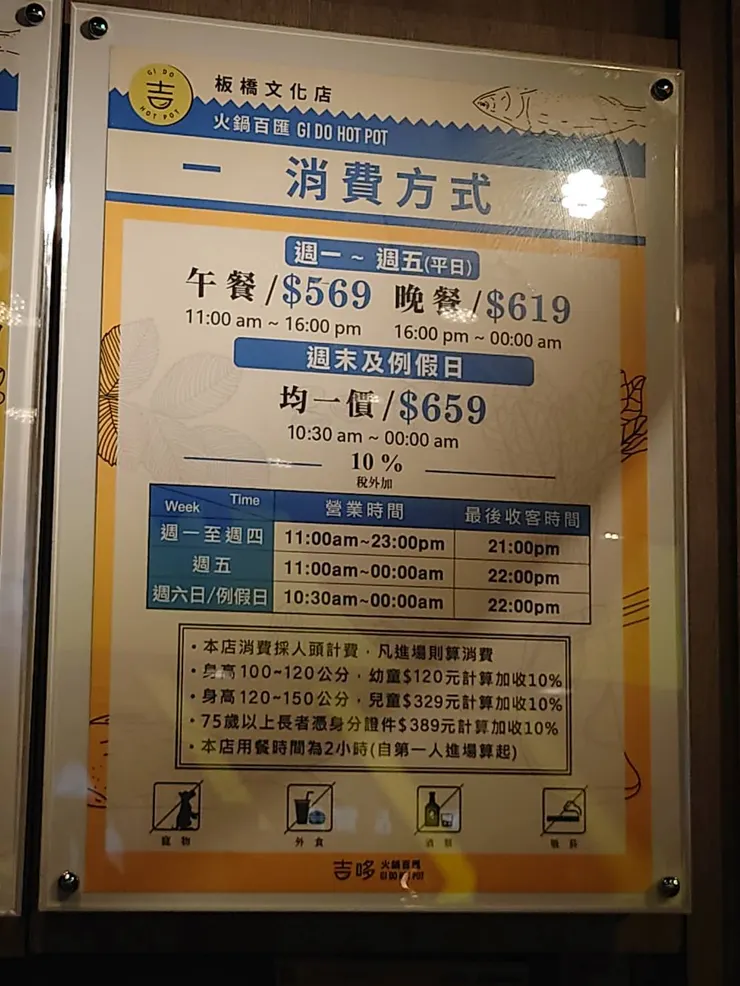 GI DO
吉
HOT POT
板橋文化店
火鍋百匯 GI DO HOT POT
消費方式
週一 ~ 週五(平日)
午餐/$569 晚餐/$619
11:00 am ~ 16:00 pm 16:00 pm ~ 00:00 am
週末及例假日
均一價/$659
10:30 am ~ 00:00 am
10 %
稅外加
Week Time 營業時間 最後收客時間
週一至週四 11:00am~23:00pm 21:00pm
週五 11:00am~00:00am 22:00pm
週六日/例假日 10:30am~00:00am 22:00pm
・本店消費採人頭計費，凡進場則算消費
・身高100~120公分，幼童$120元計算加收10%
・身高120~150公分，兒童$329元計算加收10%
・75歲以上長者憑身分證件$389元計算加收10%
・本店用餐時間為2小時(自第一人進場算起)
寵物 外食 酒類 吸菸
吉哆 火鍋百匯
GI DO HOT POT